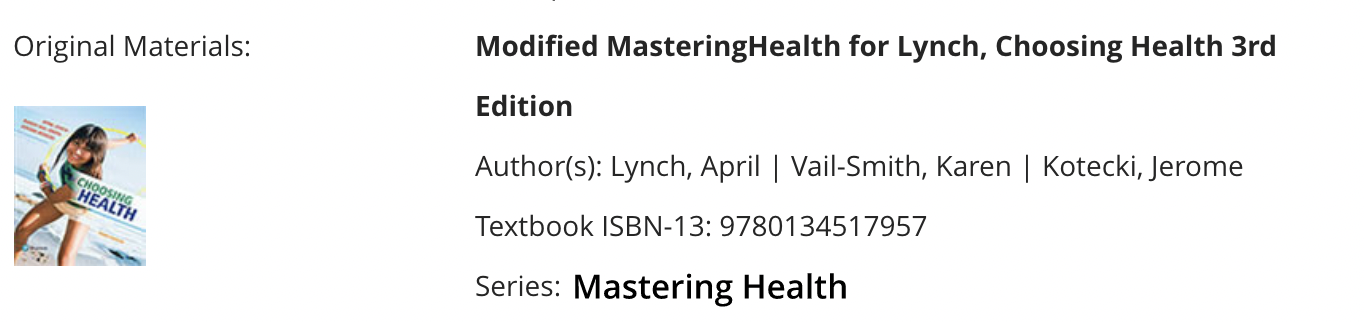 Original Materials:
Modified MasteringHealth for Lynch, Choosing Health 3rd
Edition
Author(s): Lynch, April | Vail-Smith, Karen | Kotecki, Jerome
Textbook ISBN-13: 9780134517957
Series: Mastering Health
CHOOSING
HEALTH